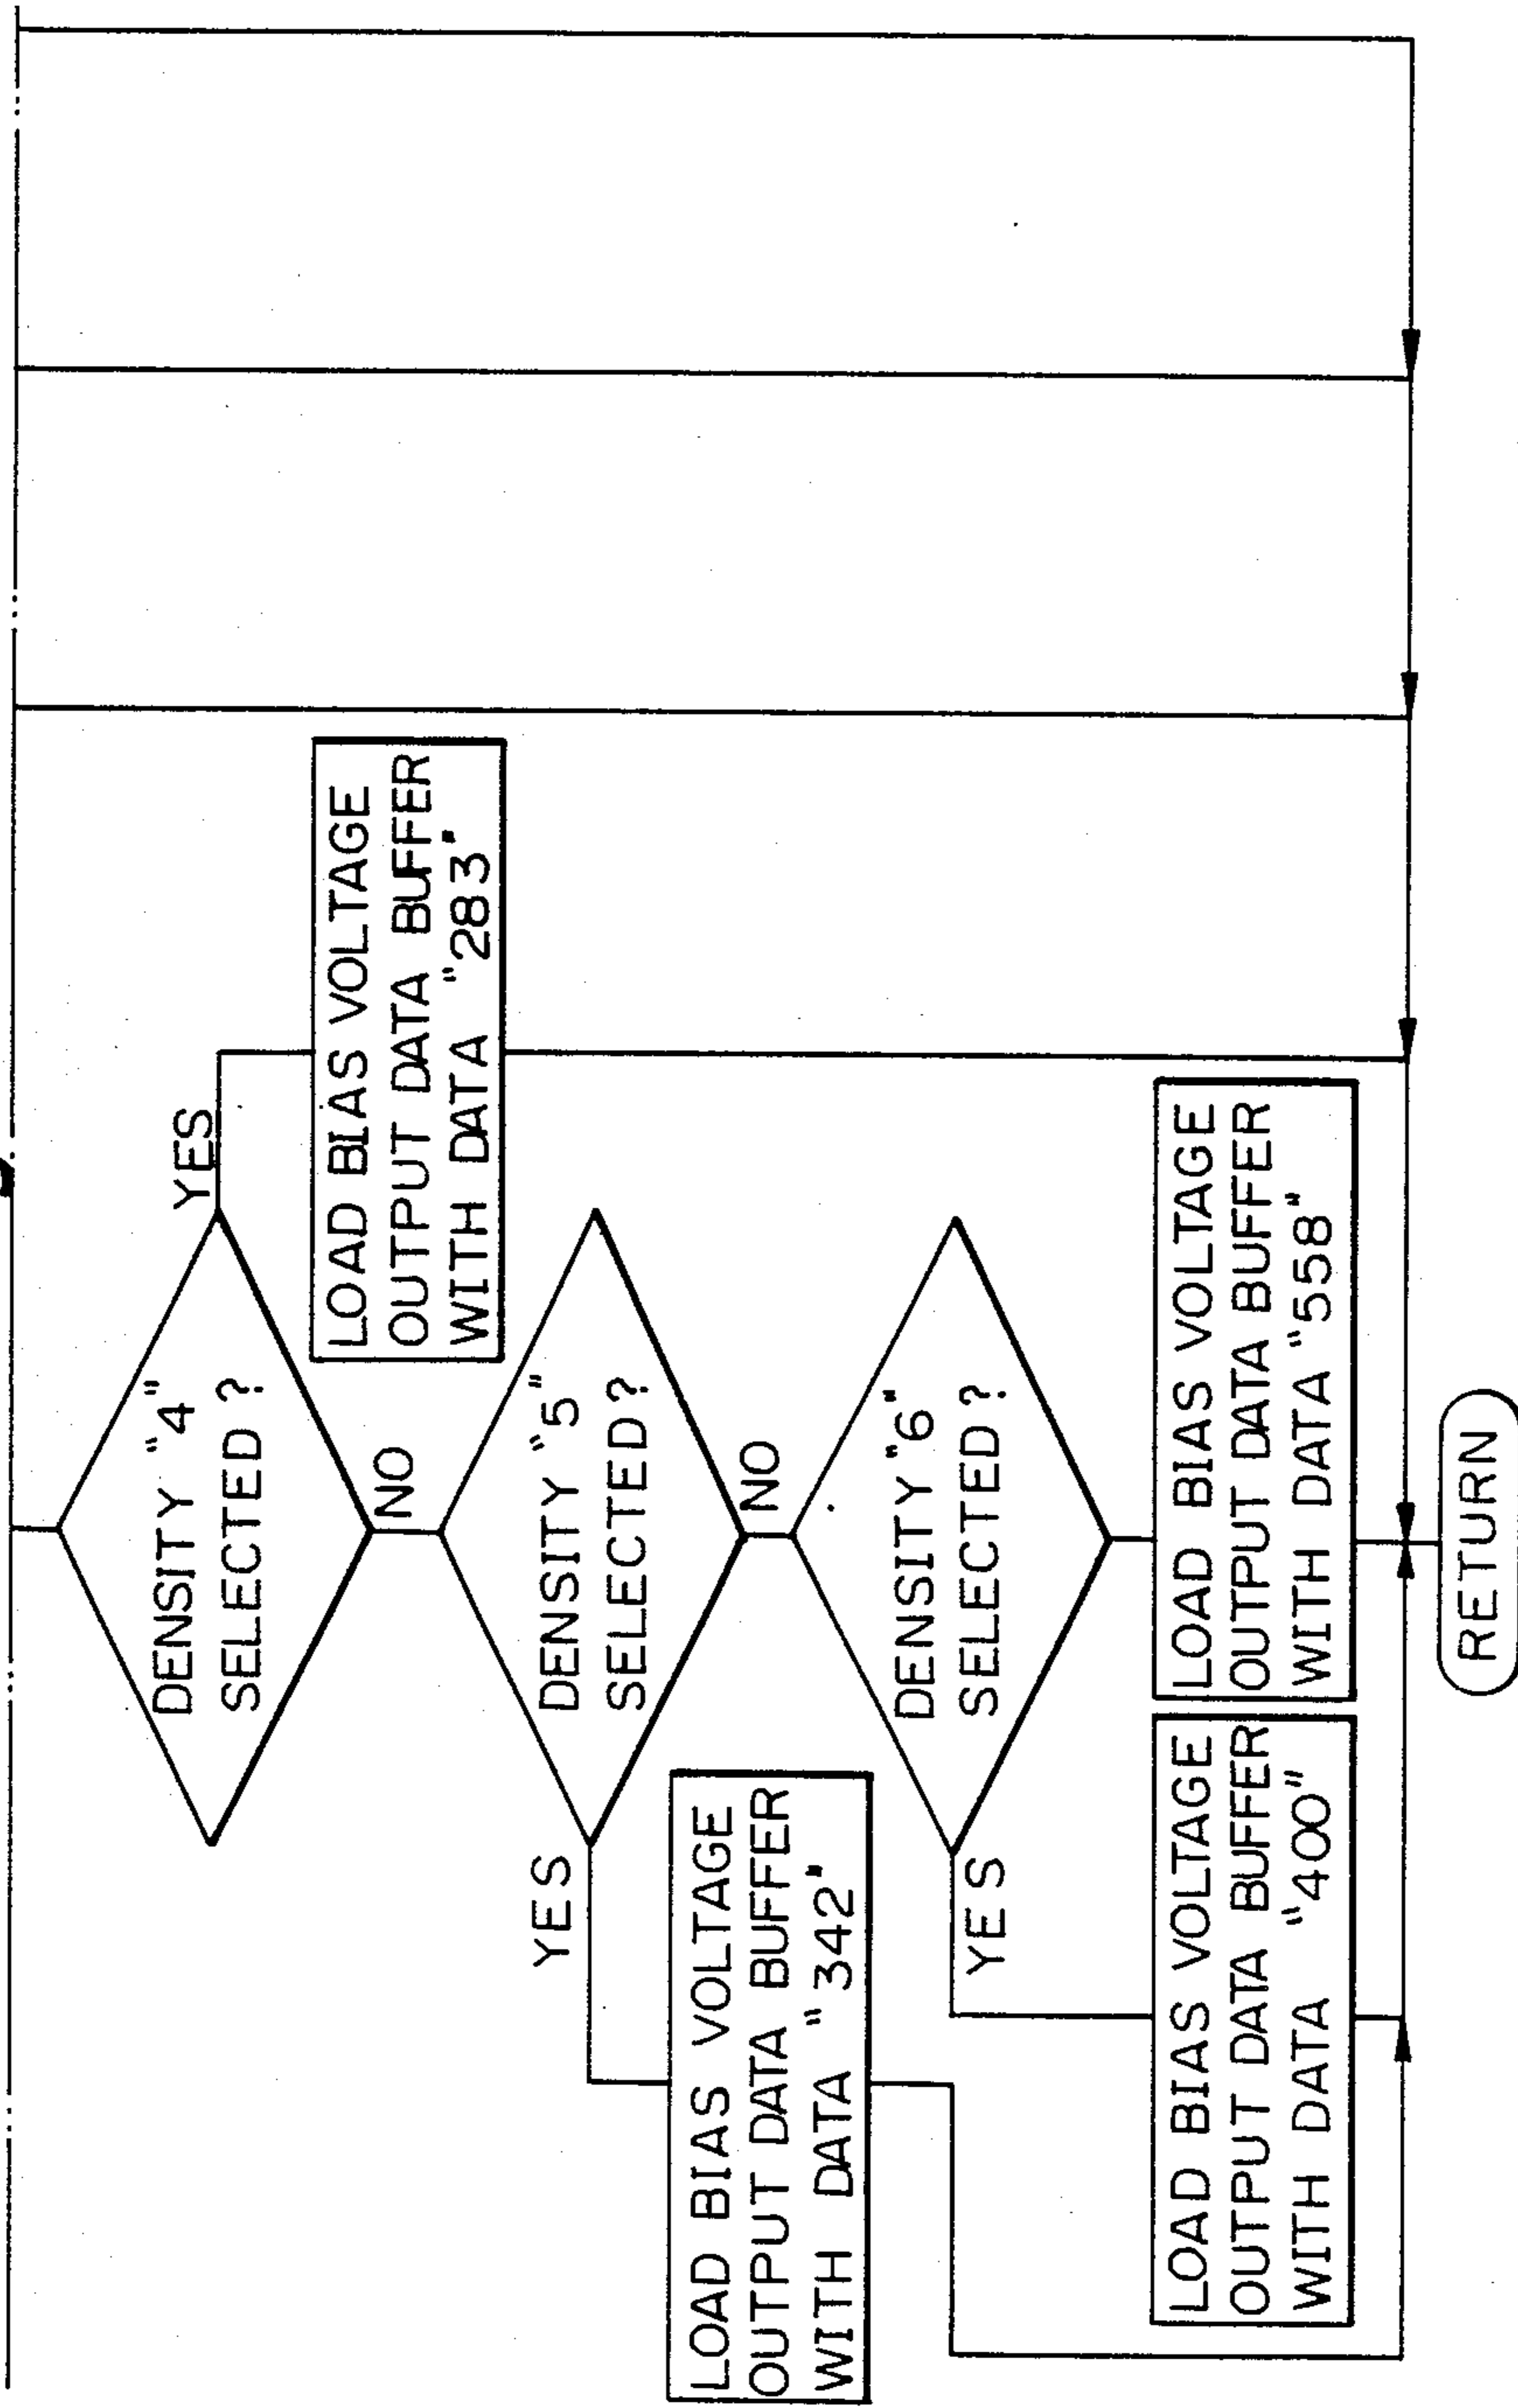 DENSITY "4"
SELECTED ?
YES
LOAD BIAS VOLTAGE
OUTPUT DATA BUFFER
WITH DATA "283"
NO
DENSITY "5"
SELECTED ?
YES
LOAD BIAS VOLTAGE
OUTPUT DATA BUFFER
WITH DATA "342"
NO
DENSITY "6"
SELECTED ?
YES
LOAD BIAS VOLTAGE
OUTPUT DATA BUFFER
WITH DATA "400"
LOAD BIAS VOLTAGE
OUTPUT DATA BUFFER
WITH DATA "558"
RETURN